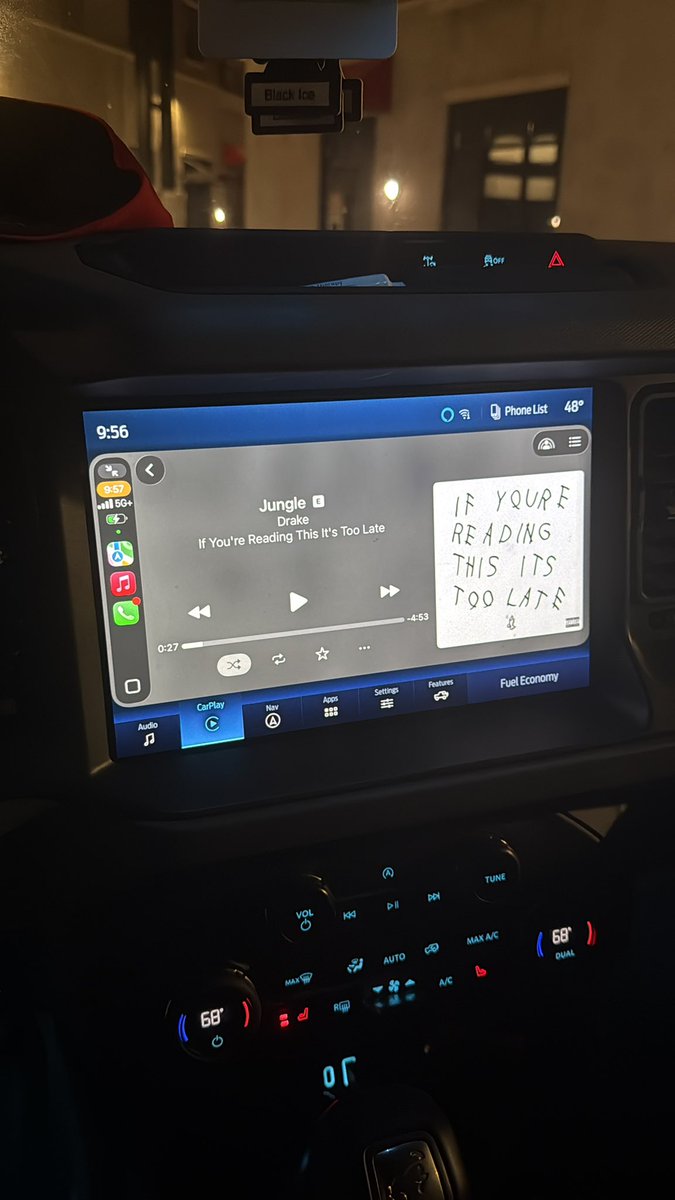 Black Ice
OFF
9:56
Phone List
48°
9:57
5G+
Jungle E
Drake
If You're Reading This It's Too Late
IF YOURE
READING
THIS ITS
TOO LATE
0:27
-4:53
Audio
CarPlay
Nav
Apps
Settings
Features
Fuel Economy
VOL
A
TUNE
MAX
AUTO
MAX A/C
68°
DUAL
68°
R
A/C